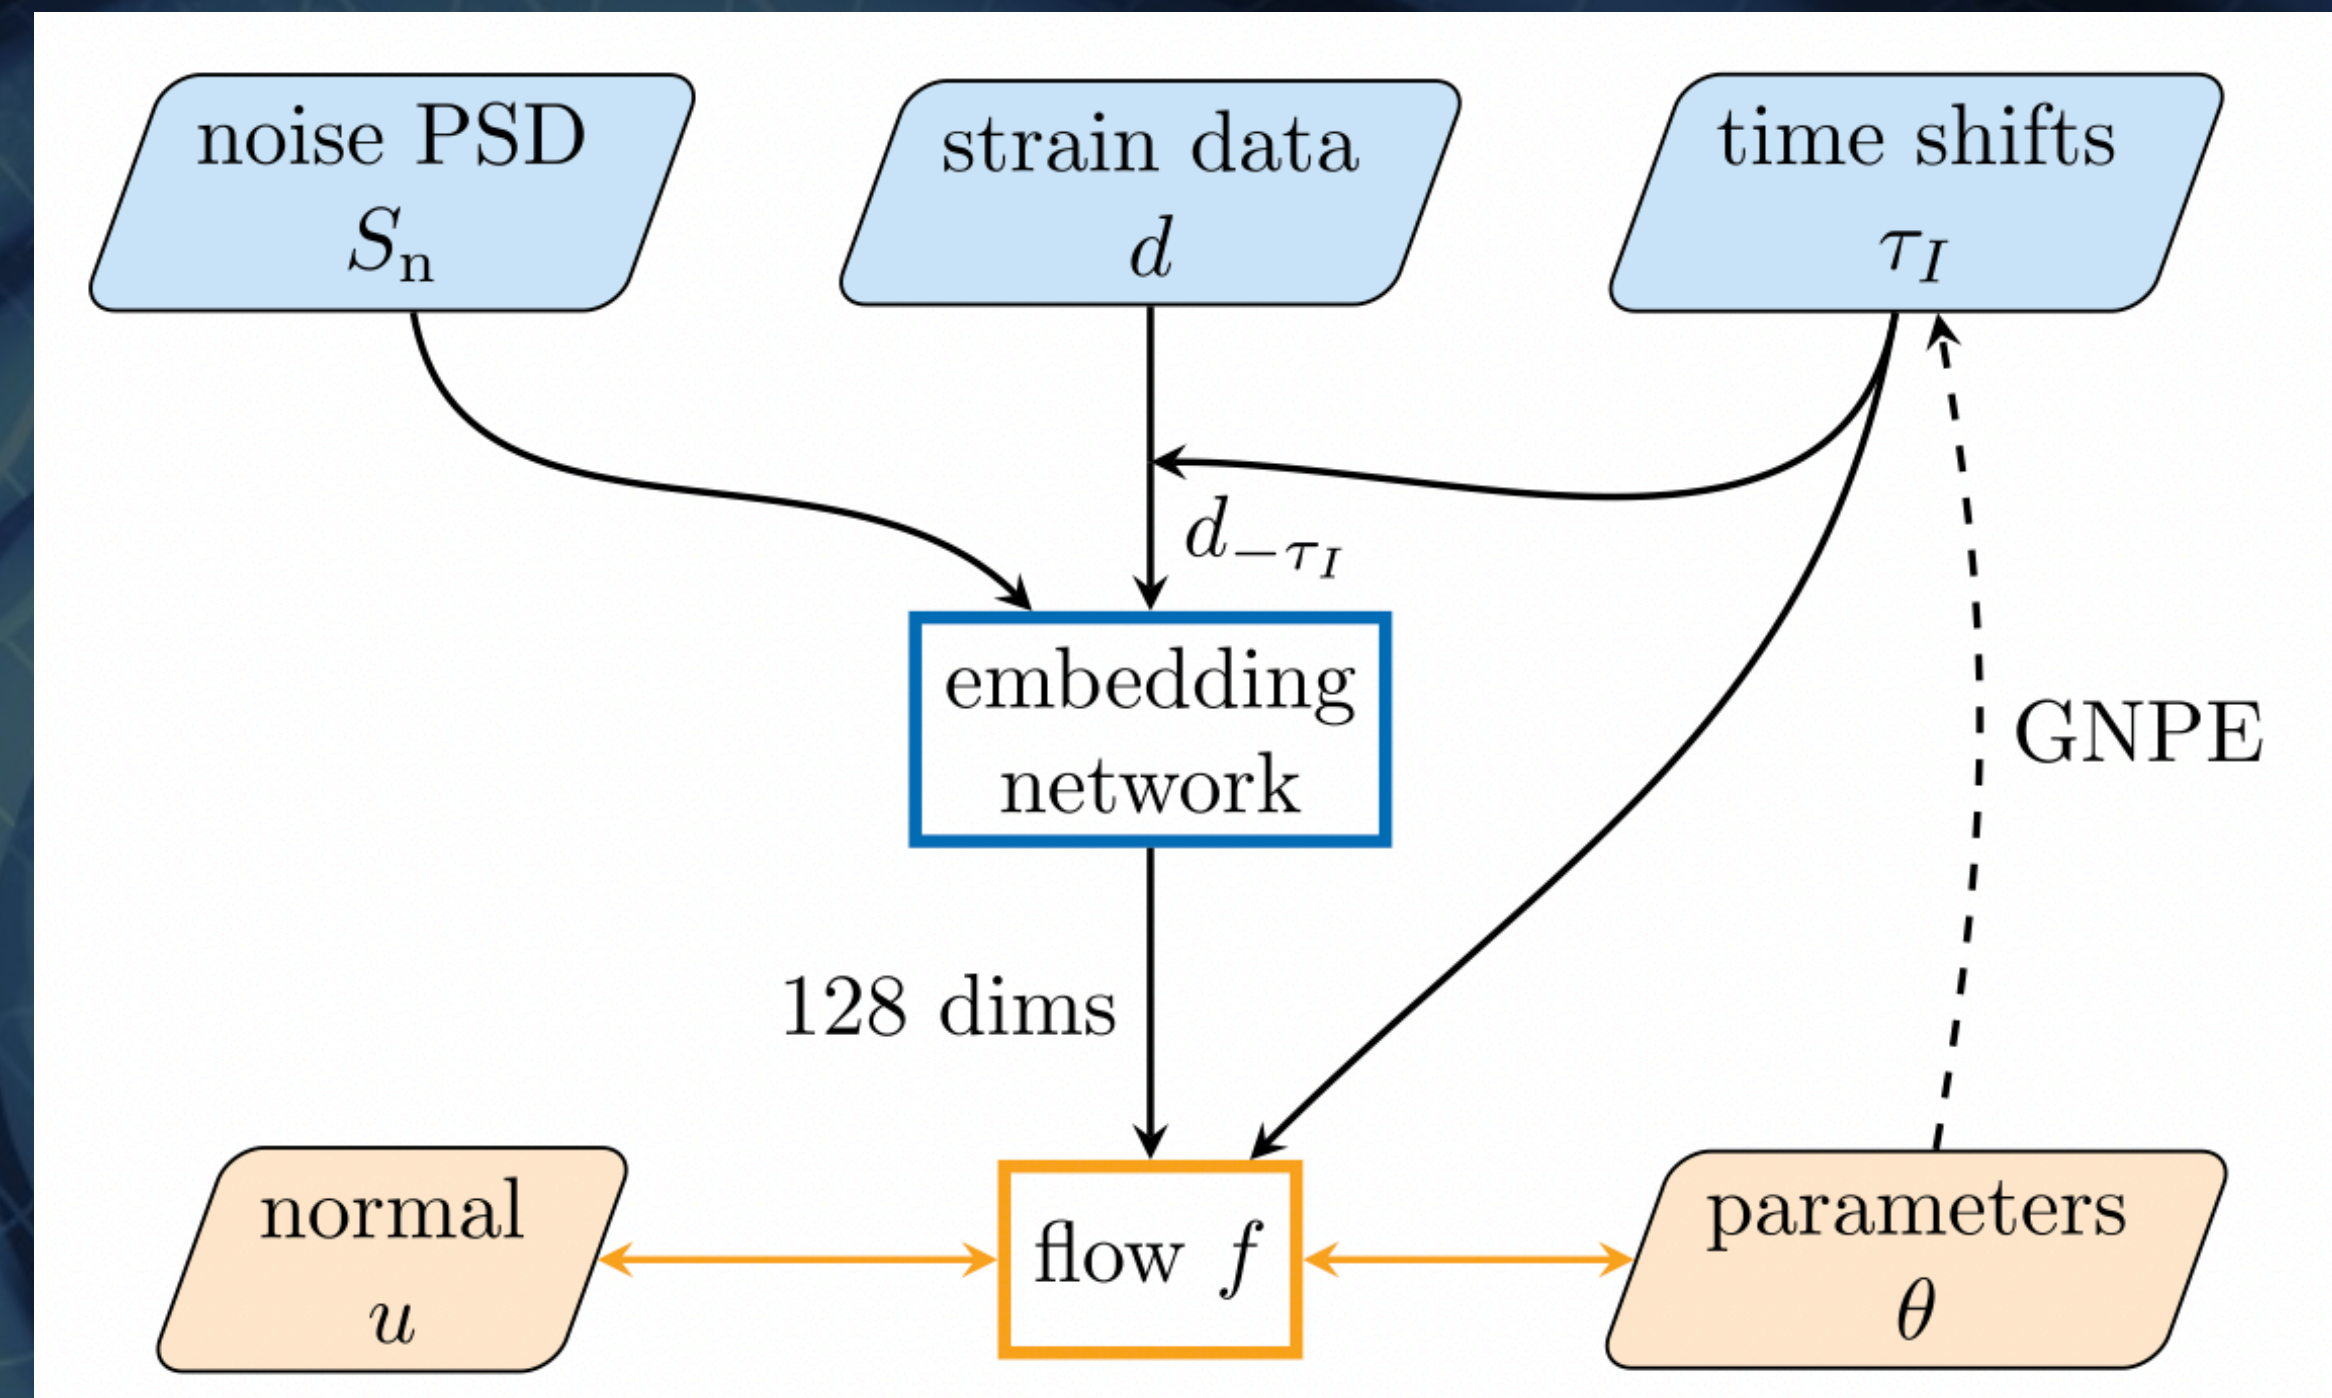 noise PSD
Sₙ
strain data
d
time shifts
τ_I
d_{−τ_I}
embedding
network
GNPE
128 dims
normal
u
flow f
parameters
θ